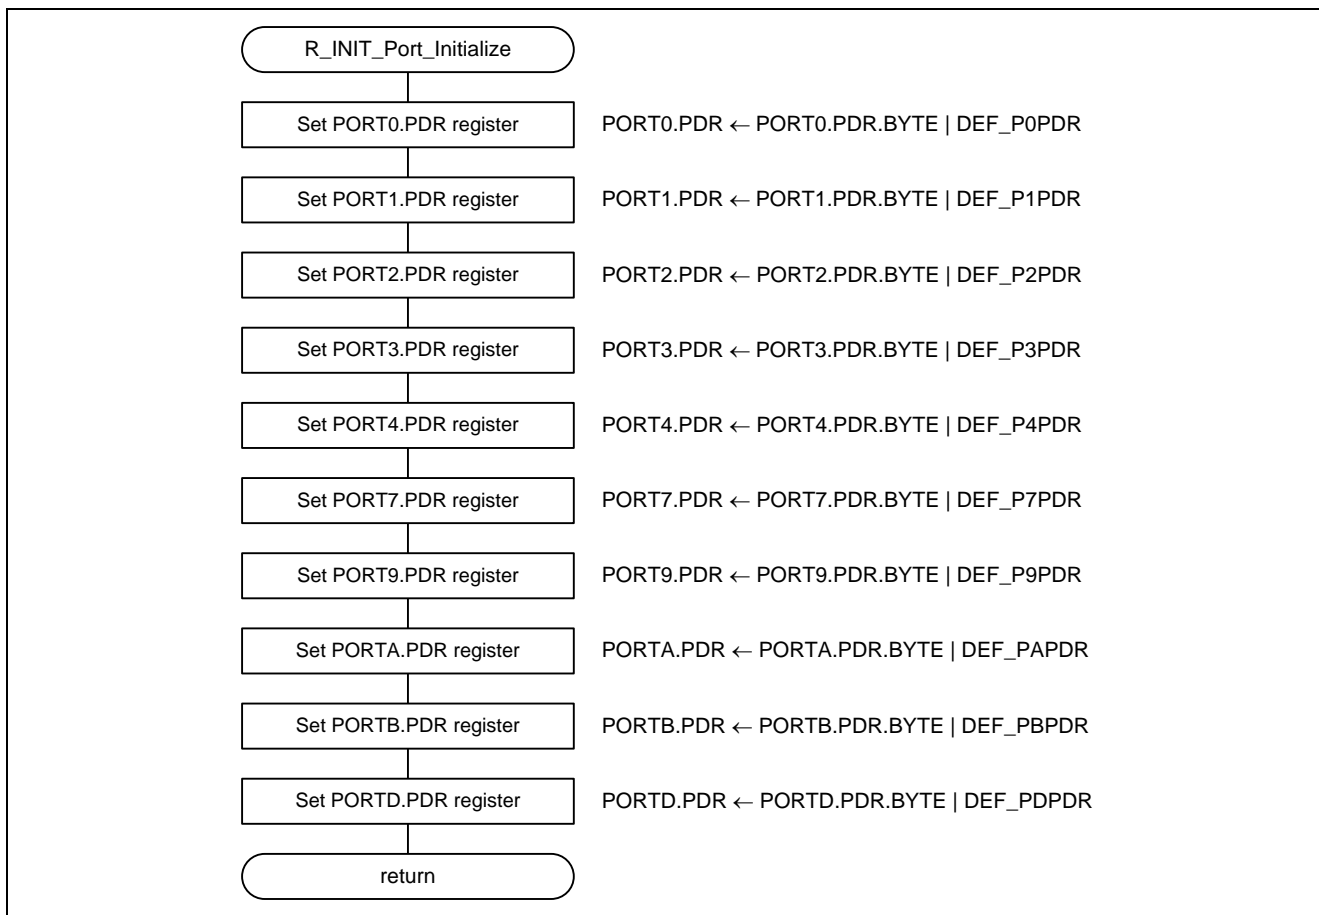 R_INIT_Port_Initialize
Set PORT0.PDR register PORT0.PDR ← PORT0.PDR.BYTE | DEF_P0PDR
Set PORT1.PDR register PORT1.PDR ← PORT1.PDR.BYTE | DEF_P1PDR
Set PORT2.PDR register PORT2.PDR ← PORT2.PDR.BYTE | DEF_P2PDR
Set PORT3.PDR register PORT3.PDR ← PORT3.PDR.BYTE | DEF_P3PDR
Set PORT4.PDR register PORT4.PDR ← PORT4.PDR.BYTE | DEF_P4PDR
Set PORT7.PDR register PORT7.PDR ← PORT7.PDR.BYTE | DEF_P7PDR
Set PORT9.PDR register PORT9.PDR ← PORT9.PDR.BYTE | DEF_P9PDR
Set PORTA.PDR register PORTA.PDR ← PORTA.PDR.BYTE | DEF_PAPDR
Set PORTB.PDR register PORTB.PDR ← PORTB.PDR.BYTE | DEF_PBPDR
Set PORTD.PDR register PORTD.PDR ← PORTD.PDR.BYTE | DEF_PDPDR
return